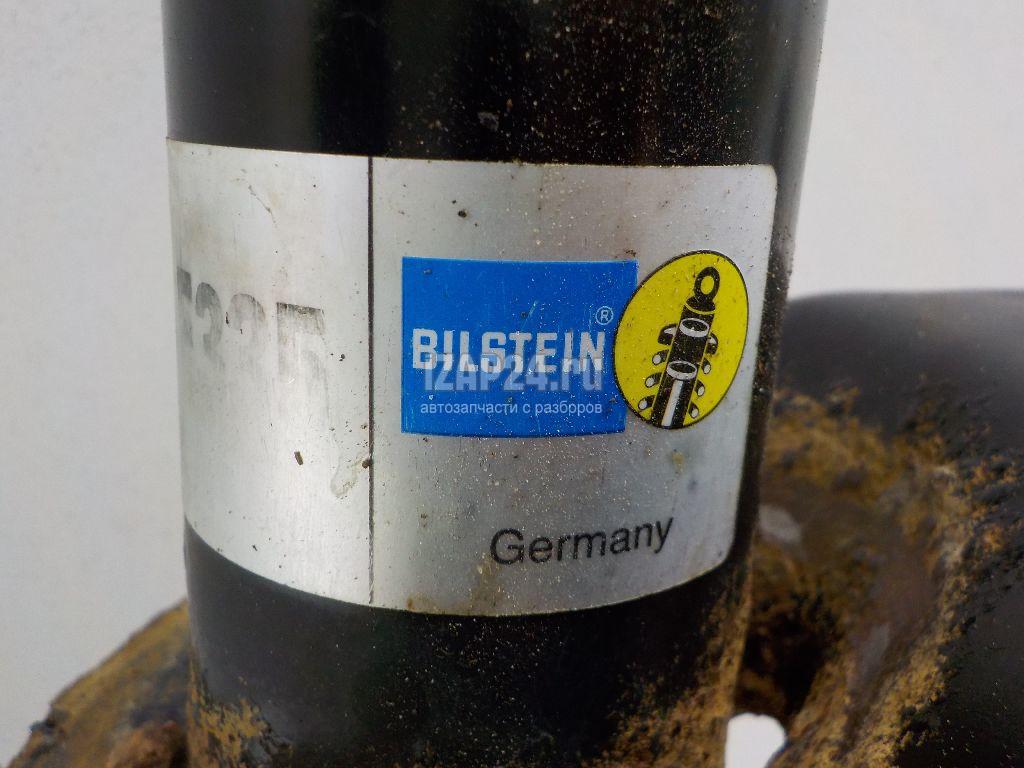 BILSTEIN®
1ZAP24.ru
автозапчасти с разборов
Germany